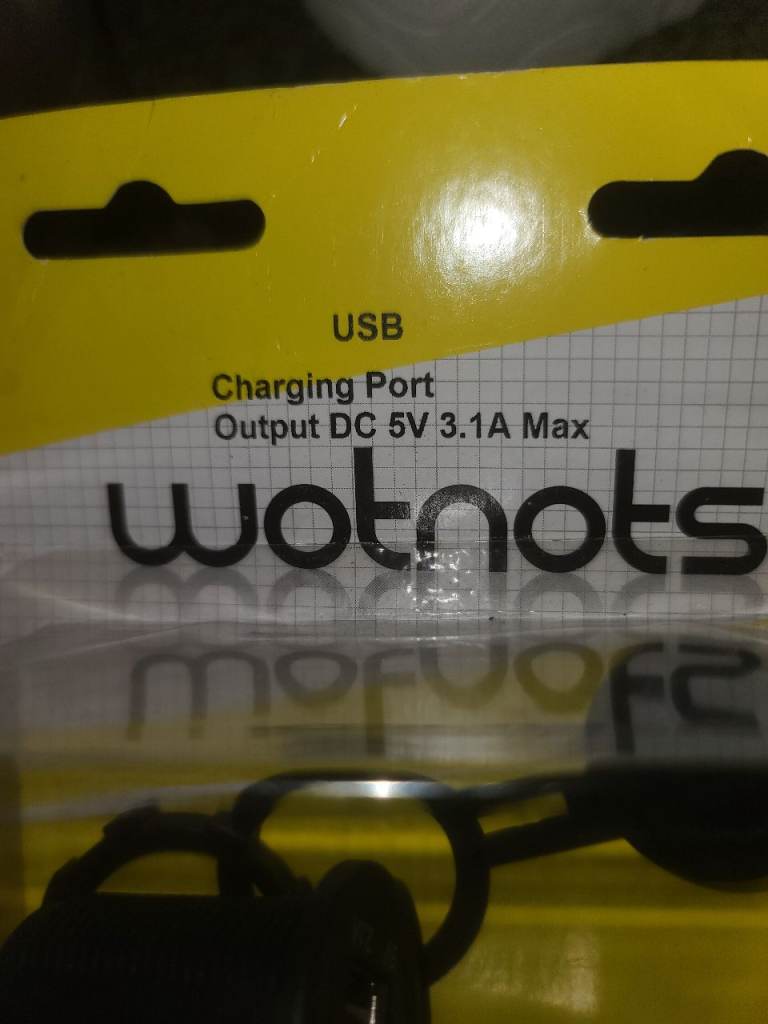 USB
Charging Port
Output DC 5V 3.1A Max
wotnots